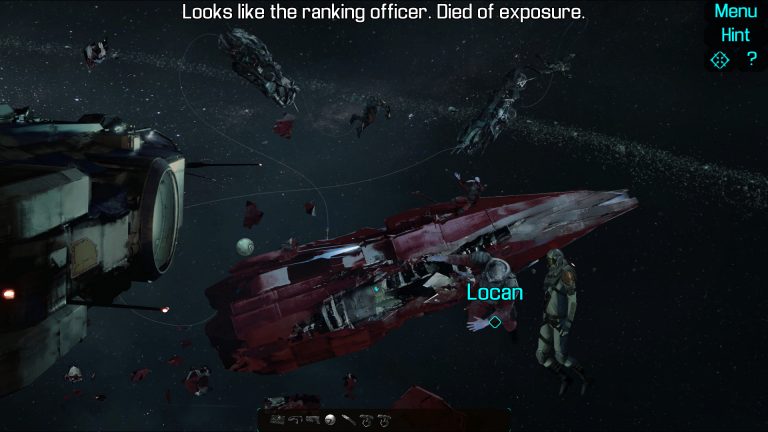 Looks like the ranking officer. Died of exposure.
Menu
Hint
?
Locan